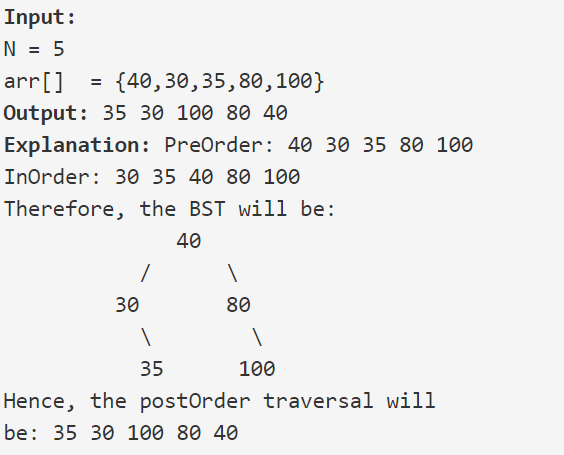 Input:
N = 5
arr[]  = {40,30,35,80,100}
Output: 35 30 100 80 40
Explanation: PreOrder: 40 30 35 80 100
InOrder: 30 35 40 80 100
Therefore, the BST will be:
              40
           /      \
         30       80
           \        \
           35      100
Hence, the postOrder traversal will
be: 35 30 100 80 40